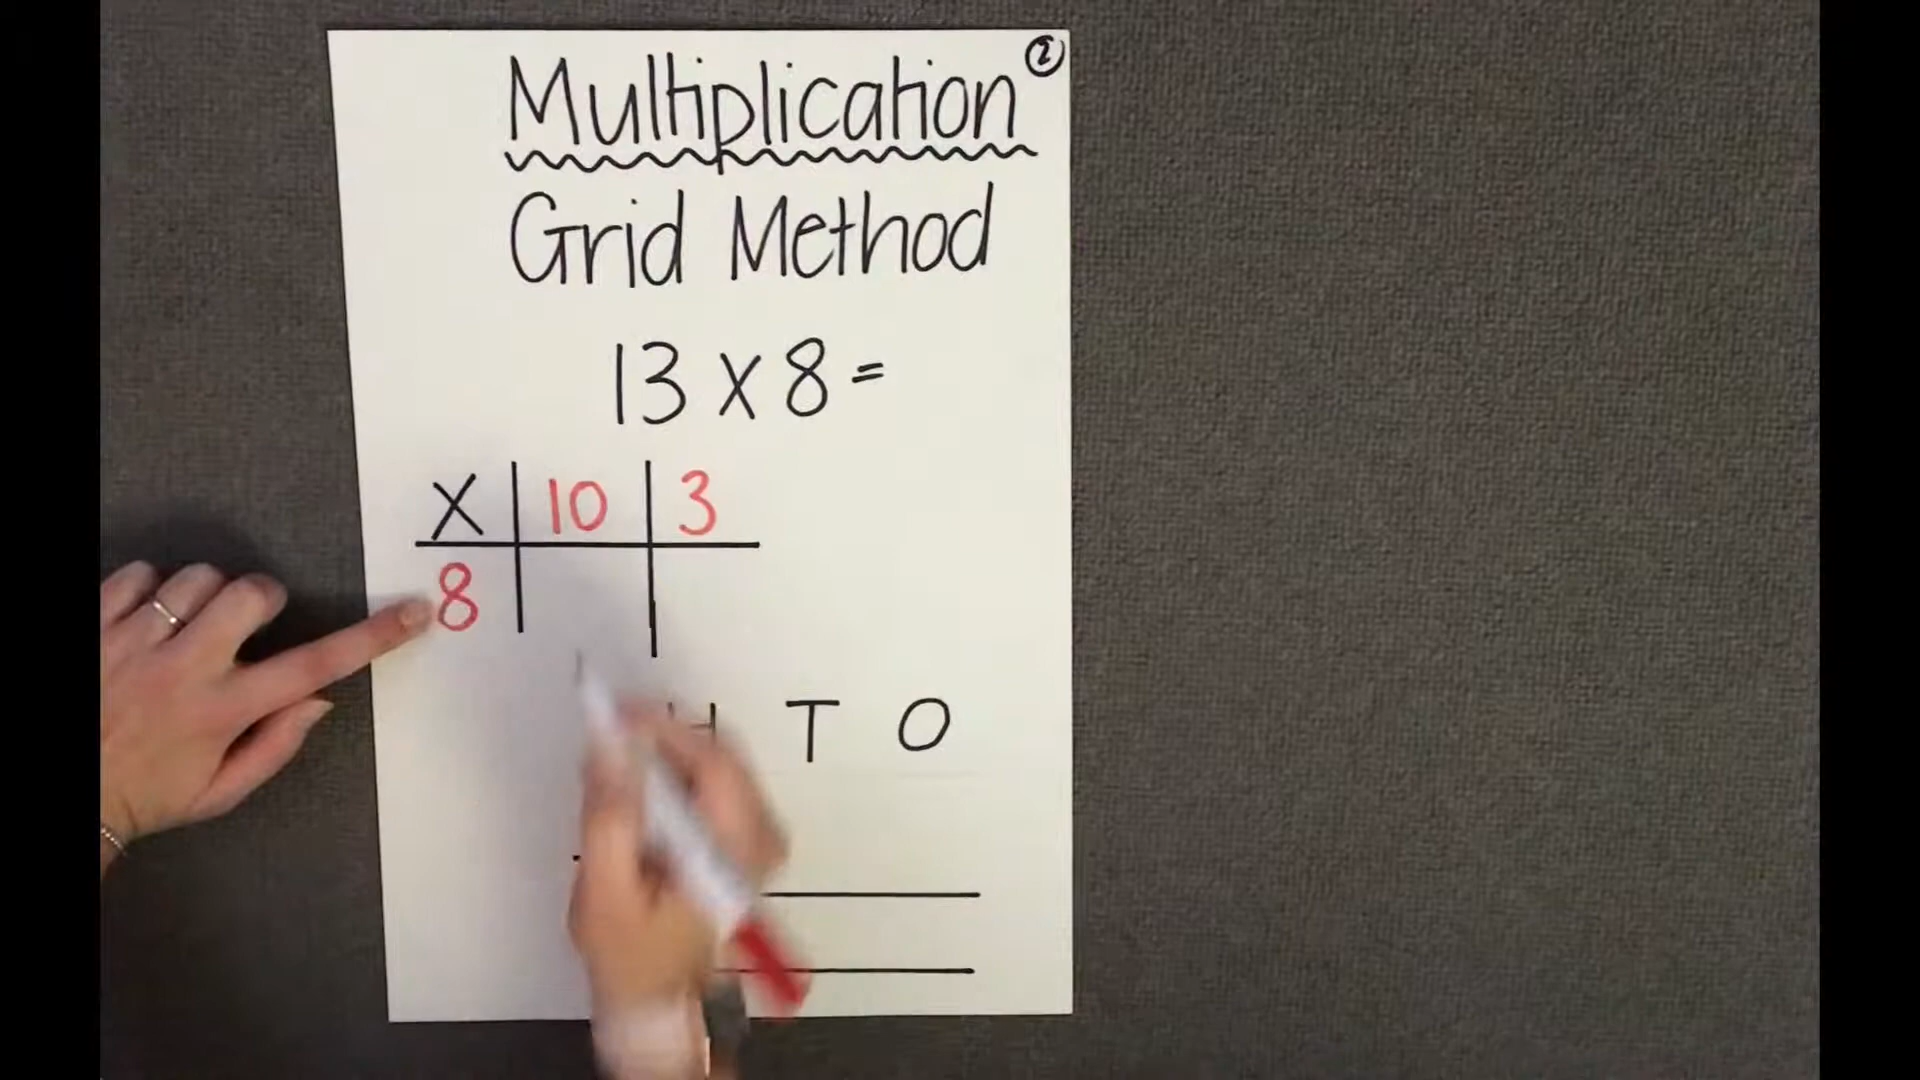 ②
Multiplication
Grid Method
13 x 8 =
X 10 3
8
H T O